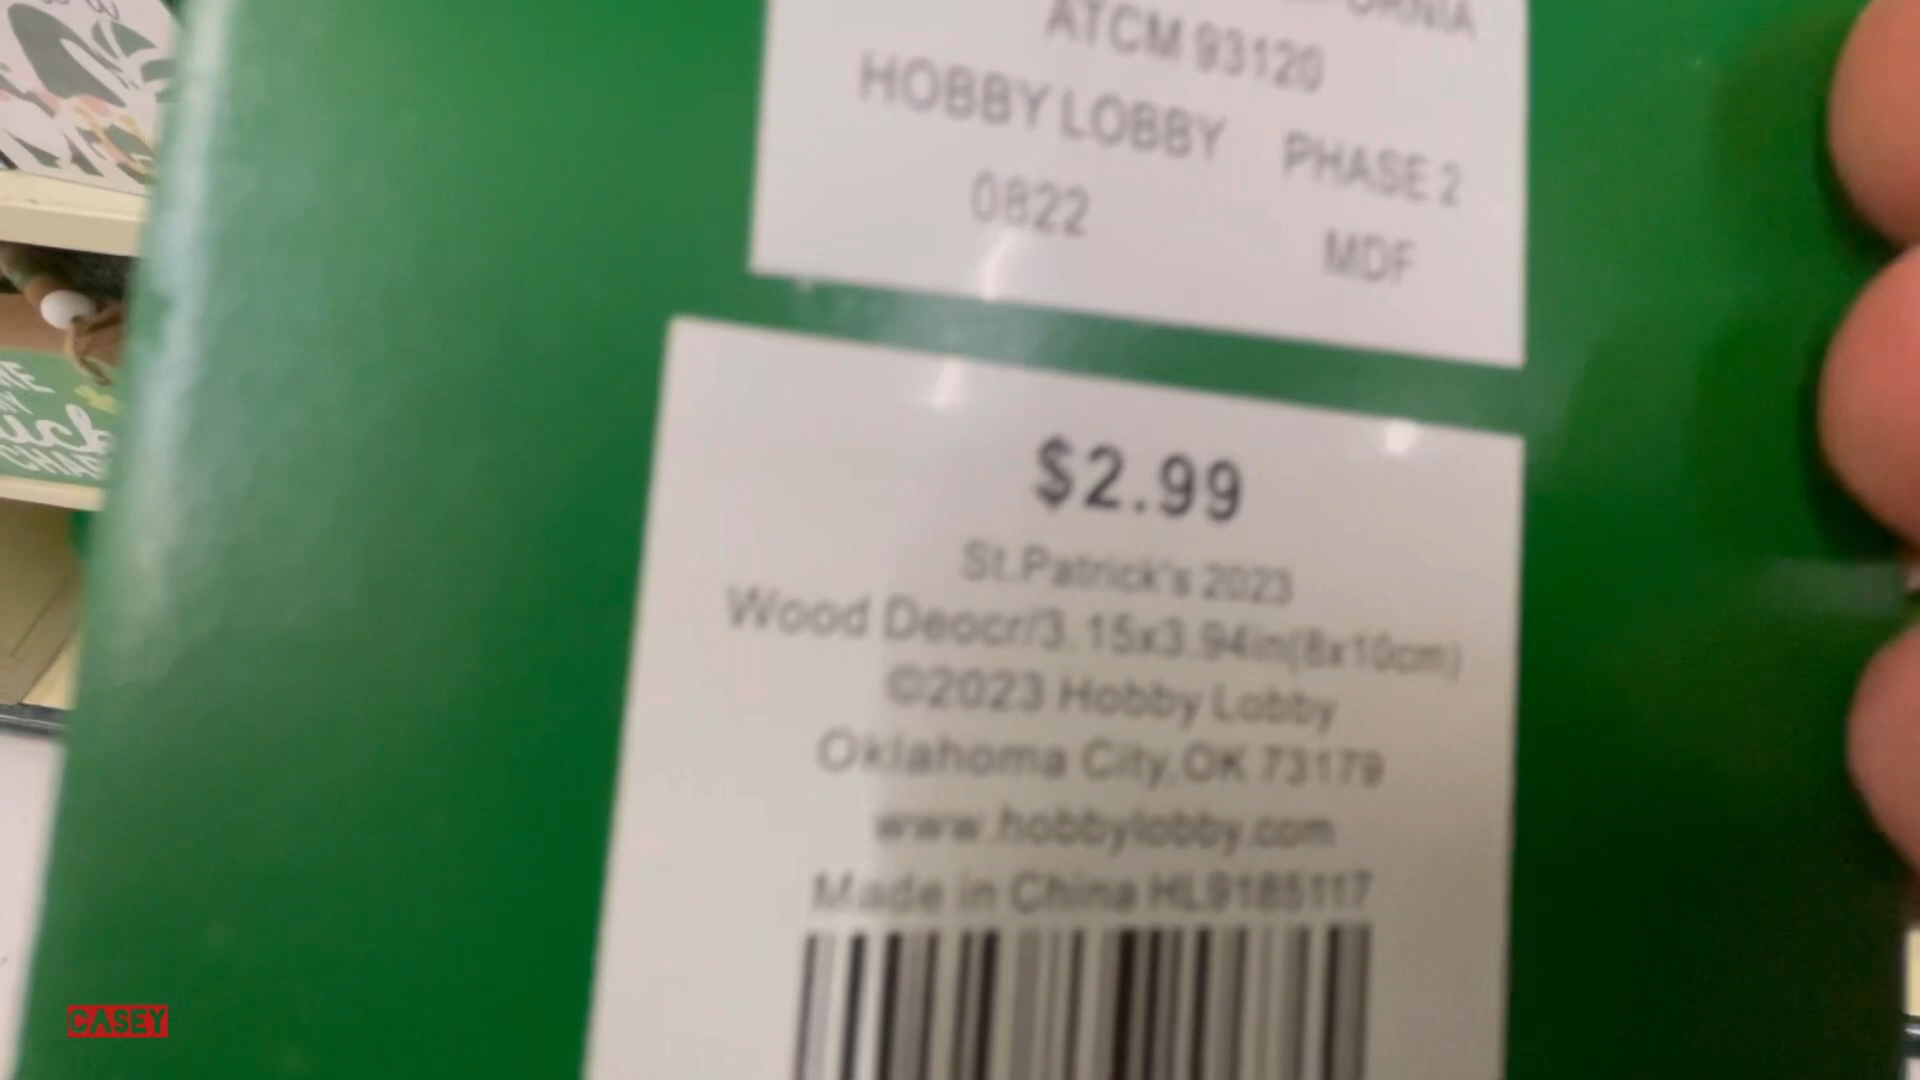 ATCM 93120
HOBBY LOBBY PHASE 2
0822 MDF
$2.99
St.Patrick's 2023
Wood Deocr/3.15x3.94in(8x10cm)
©2023 Hobby Lobby
Oklahoma City,OK 73179
www.hobbylobby.com
Made in China HL9185117
CASEY